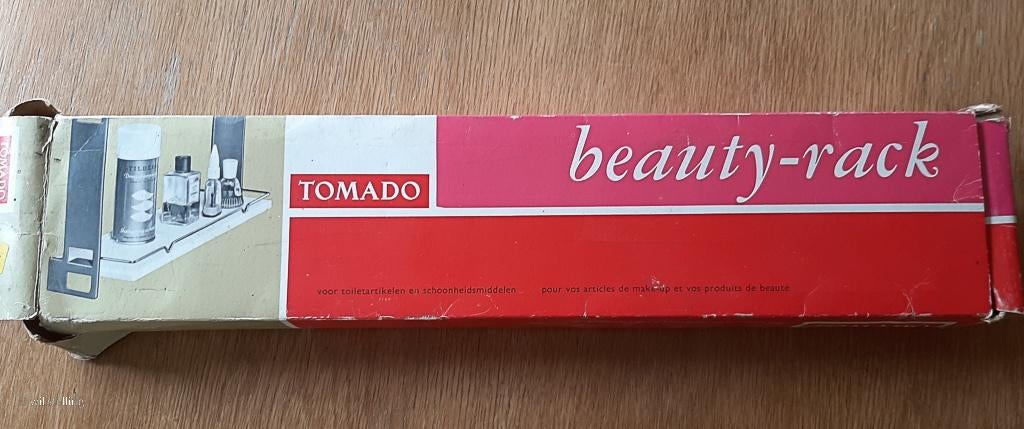 TOMADO
TOMADO
beauty-rack
voor toiletartikelen en schoonheidsmiddelen
pour vos articles de make-up et vos produits de beauté